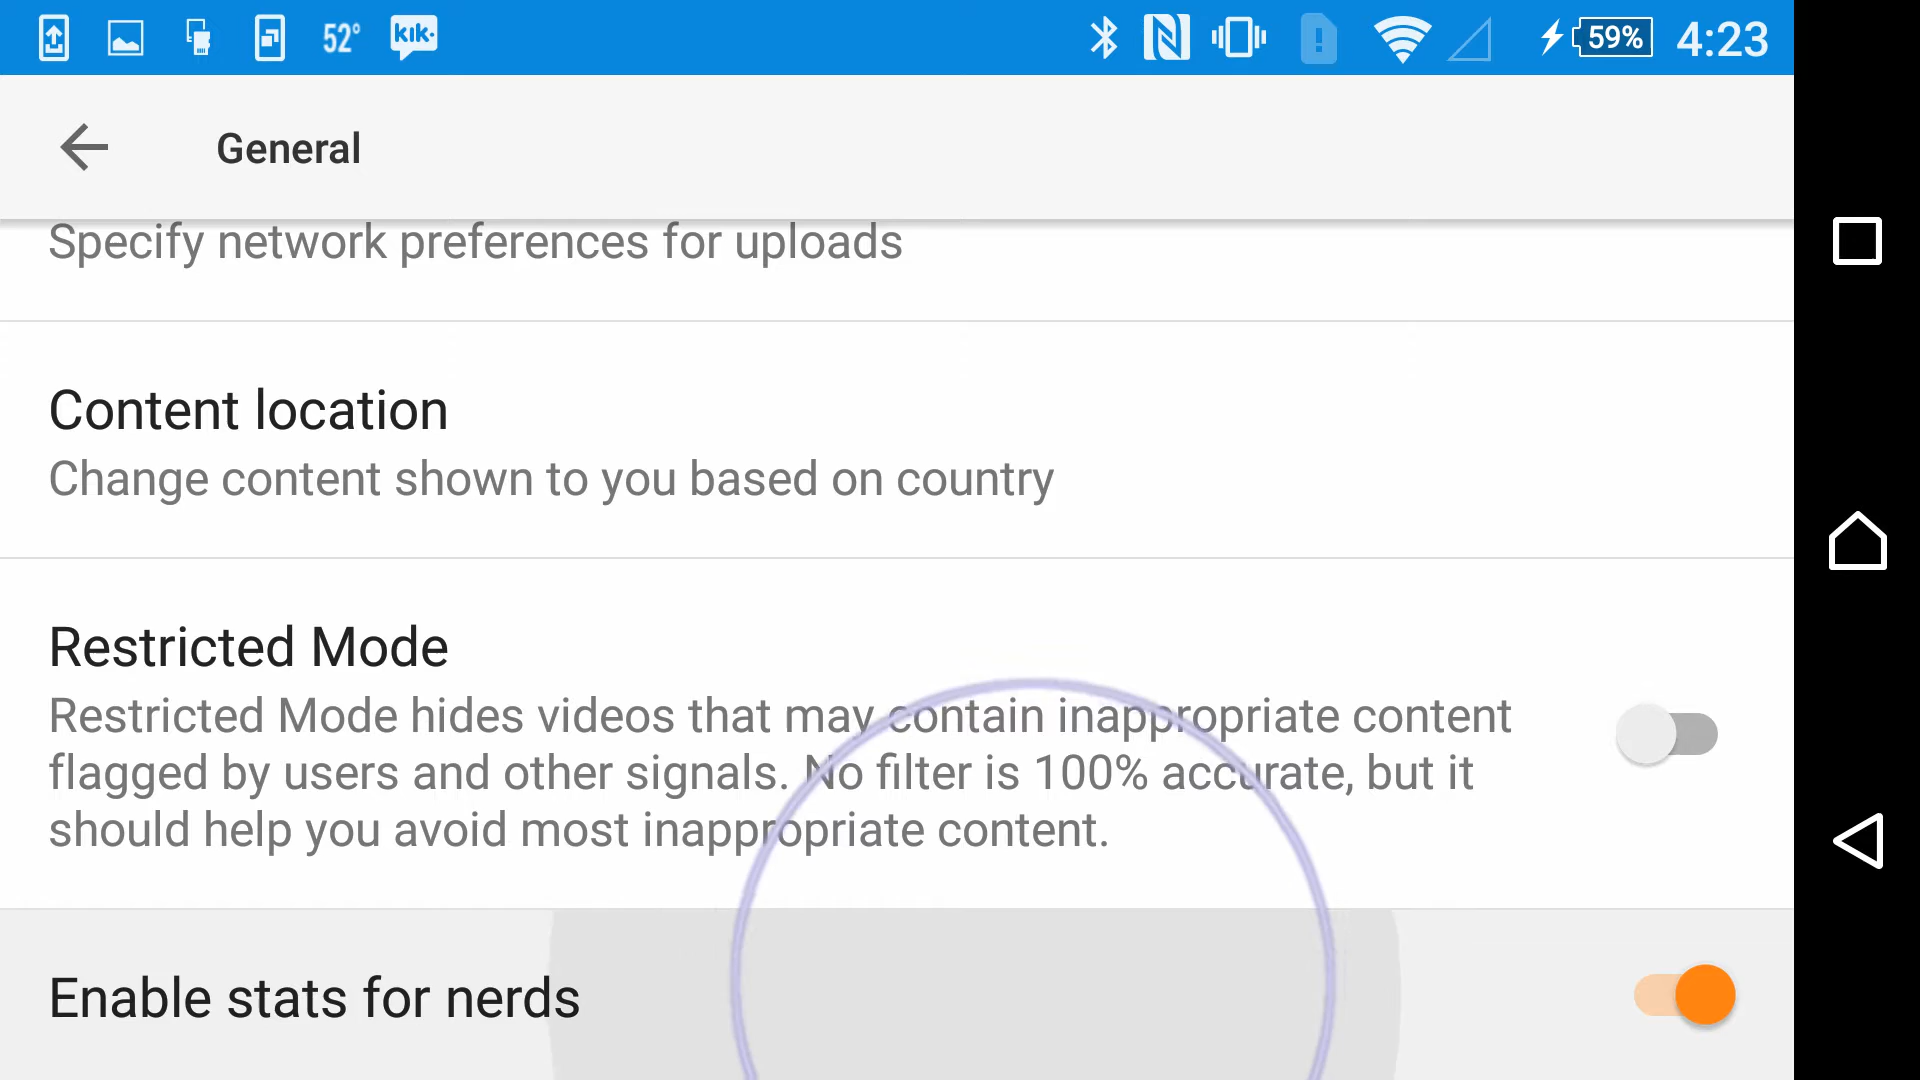 52° kik· 59% 4:23
General
Specify network preferences for uploads
Content location
Change content shown to you based on country
Restricted Mode
Restricted Mode hides videos that may contain inappropriate content
flagged by users and other signals. No filter is 100% accurate, but it
should help you avoid most inappropriate content.
Enable stats for nerds